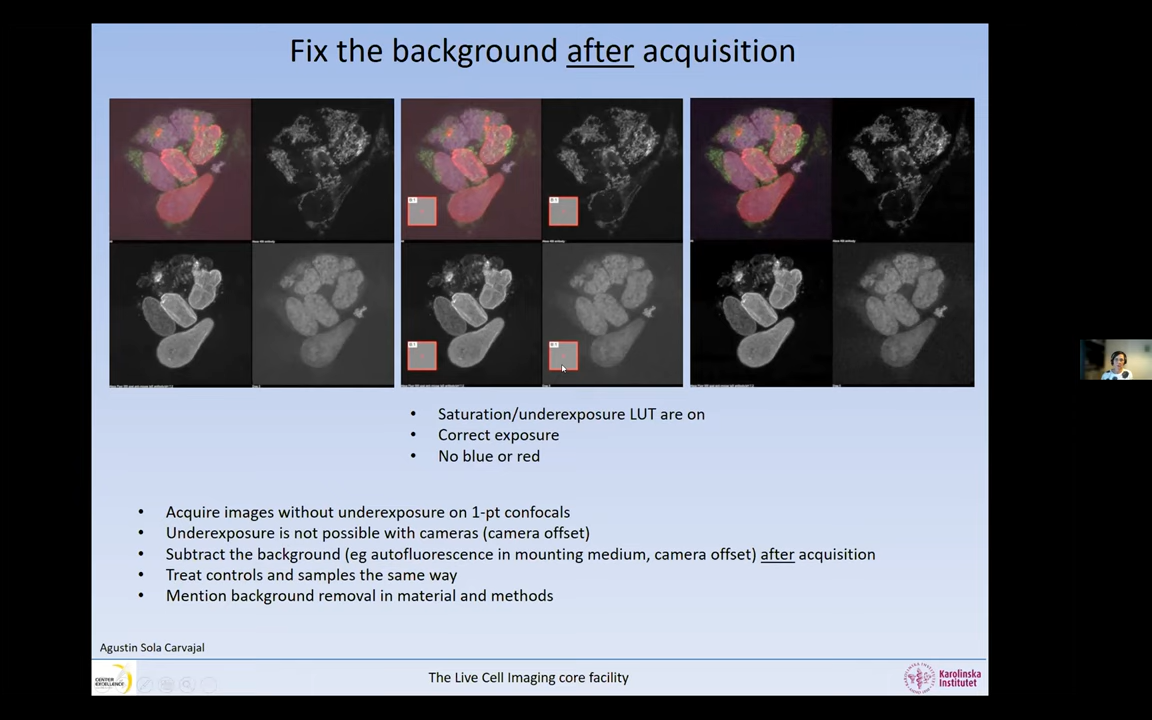 Fix the background after acquisition
• Saturation/underexposure LUT are on
• Correct exposure
• No blue or red
• Acquire images without underexposure on 1-pt confocals
• Underexposure is not possible with cameras (camera offset)
• Subtract the background (eg autofluorescence in mounting medium, camera offset) after acquisition
• Treat controls and samples the same way
• Mention background removal in material and methods
Agustin Sola Carvajal
The Live Cell Imaging core facility
Karolinska
Institutet